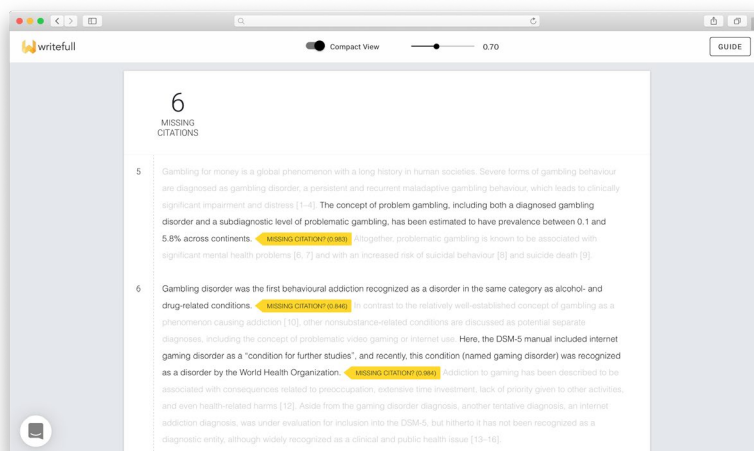 writefull
Compact View
0.70
GUIDE
6
MISSING
CITATIONS
5
Gambling for money is a global phenomenon with a long history in human societies. Severe forms of gambling behaviour
are diagnosed as gambling disorder, a persistent and recurrent maladaptive gambling behaviour, which leads to clinically
significant impairment and distress [1-4]. The concept of problem gambling, including both a diagnosed gambling
disorder and a subdiagnostic level of problematic gambling, has been estimated to have prevalence between 0.1 and
5.8% across continents. MISSING CITATION? (0.983) Altogether, problematic gambling is known to be associated with
significant mental health problems [6, 7] and with an increased risk of suicidal behaviour [8] and suicide death [9].
6
Gambling disorder was the first behavioural addiction recognized as a disorder in the same category as alcohol- and
drug-related conditions. MISSING CITATION? (0.846) In contrast to the relatively well-established concept of gambling as a
phenomenon causing addiction [10], other nonsubstance-related conditions are discussed as potential separate
diagnosis, including the concept of problematic video gaming or internet use. Here, the DSM-5 manual included internet
gaming disorder as a “condition for further studies”, and recently, this condition (named gaming disorder) was recognized
as a disorder by the World Health Organization. MISSING CITATION? (0.984) Addiction to gaming has been described to be
associated with consequences related to preoccupation, extensive time investment, lack of priority given to other activities,
and even health-related harms [12]. Aside from the gaming disorder diagnosis, another tentative diagnosis, an internet
addiction diagnosis, was under evaluation for inclusion into the DSM-5, but hitherto it has not been recognized as a
diagnostic entity, although widely recognized as a clinical and public health issue [13-16].